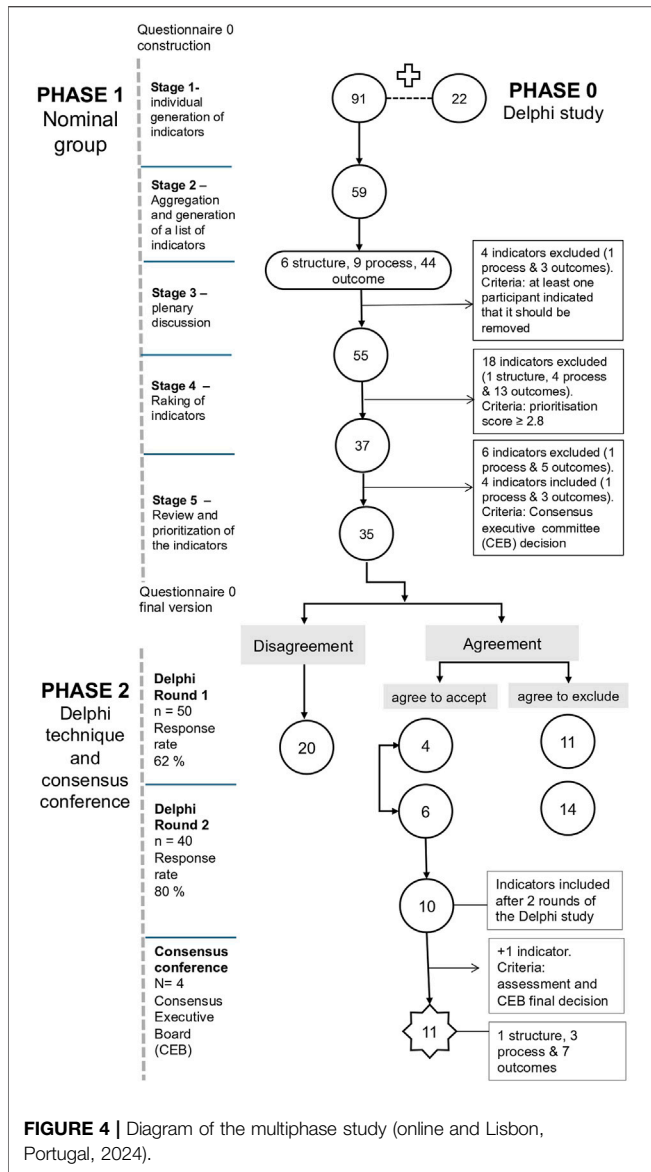 Questionnaire 0
construction
PHASE 1
Nominal
group
Stage 1-
individual
generation of
indicators
91
22
PHASE 0
Delphi study
Stage 2 –
Aggregation
and generation
of a list of
indicators
59
6 structure, 9 process, 44
outcome
4 indicators excluded (1
process & 3 outcomes).
Criteria: at least one
participant indicated
that it should be
removed
Stage 3 –
plenary
discussion
55
18 indicators excluded
(1 structure, 4 process
& 13 outcomes).
Criteria: prioritisation
score ≥ 2.8
Stage 4 –
Raking of
indicators
37
6 indicators excluded (1
process & 5 outcomes).
4 indicators included (1
process & 3 outcomes).
Criteria: Consensus
executive committee
(CEB) decision
Stage 5 –
Review and
prioritization of
the indicators
35
Questionnaire 0
final version
Disagreement
Agreement
agree to accept
agree to exclude
PHASE 2
Delphi
technique
and
consensus
conference
Delphi
Round 1
n = 50
Response
rate
62 %
20
4
11
Delphi
Round 2
n = 40
Response
rate
80 %
6
14
10
Indicators included
after 2 rounds of
the Delphi study
Consensus
conference
N= 4
Consensus
Executive
Board
(CEB)
+1 indicator.
Criteria:
assessment and
CEB final decision
11
1 structure, 3
process & 7
outcomes
FIGURE 4 | Diagram of the multiphase study (online and Lisbon,
Portugal, 2024).